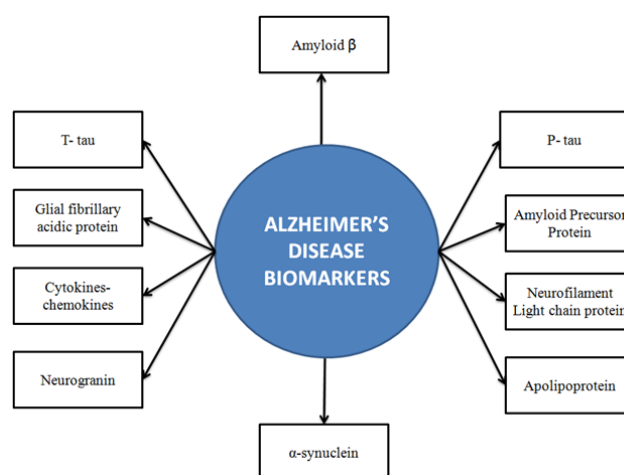 Amyloid β
T- tau
P- tau
Glial fibrillary
acidic protein
Amyloid Precursor
Protein
ALZHEIMER'S
DISEASE
BIOMARKERS
Cytokines-
chemokines
Neurofilament
Light chain protein
Neurogranin
Apolipoprotein
α-synuclein